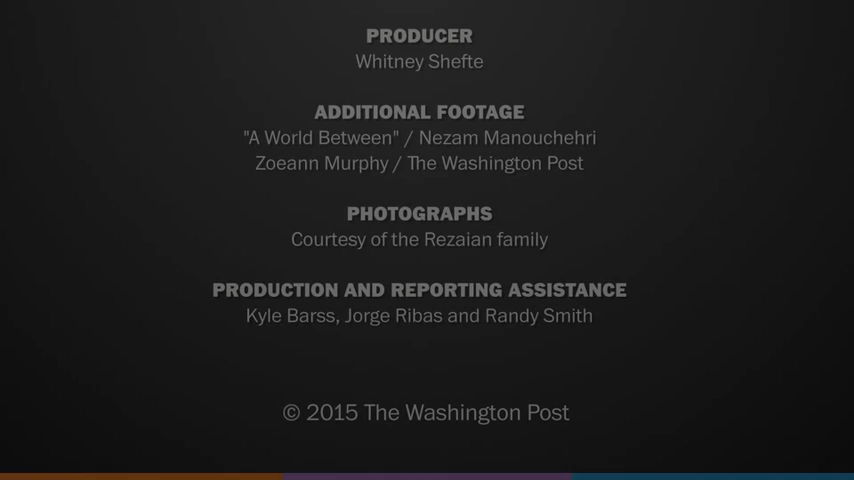 PRODUCER
Whitney Shefte
ADDITIONAL FOOTAGE
"A World Between" / Nezam Manouchehri
Zoeann Murphy / The Washington Post
PHOTOGRAPHS
Courtesy of the Rezaian family
PRODUCTION AND REPORTING ASSISTANCE
Kyle Barss, Jorge Ribas and Randy Smith
© 2015 The Washington Post